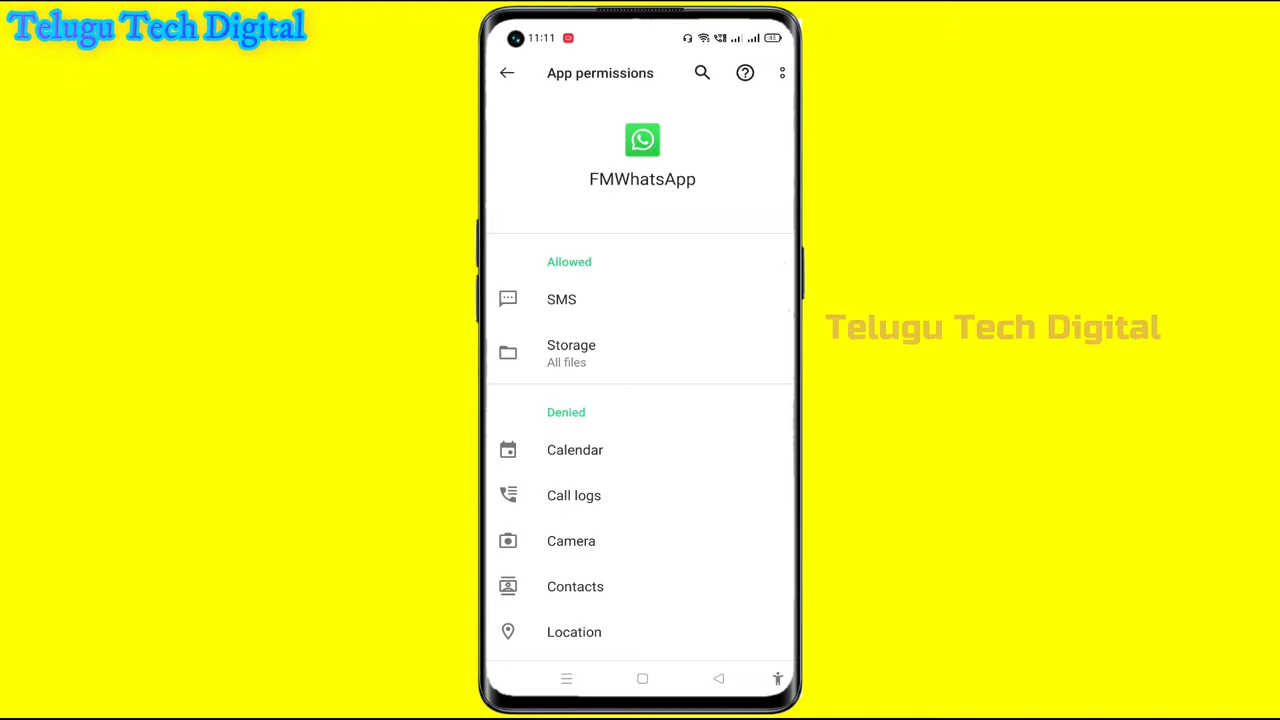 Telugu Tech Digital
11:11
45
App permissions
FMWhatsApp
Allowed
SMS
Storage
All files
Denied
Calendar
Call logs
Camera
Contacts
Location
Telugu Tech Digital